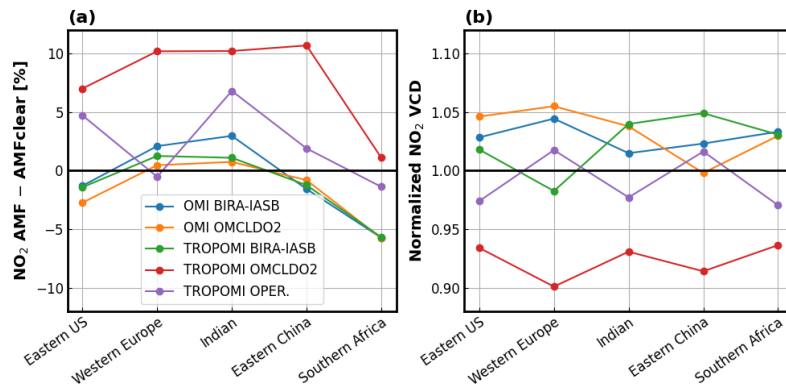 (a)
NO₂ AMF − AMFclear [%]
10
5
0
−5
−10
OMI BIRA-IASB
OMI OMCLDO2
TROPOMI BIRA-IASB
TROPOMI OMCLDO2
TROPOMI OPER.
Eastern US
Western Europe
Indian
Eastern China
Southern Africa
(b)
Normalized NO₂ VCD
1.10
1.05
1.00
0.95
0.90
Eastern US
Western Europe
Indian
Eastern China
Southern Africa